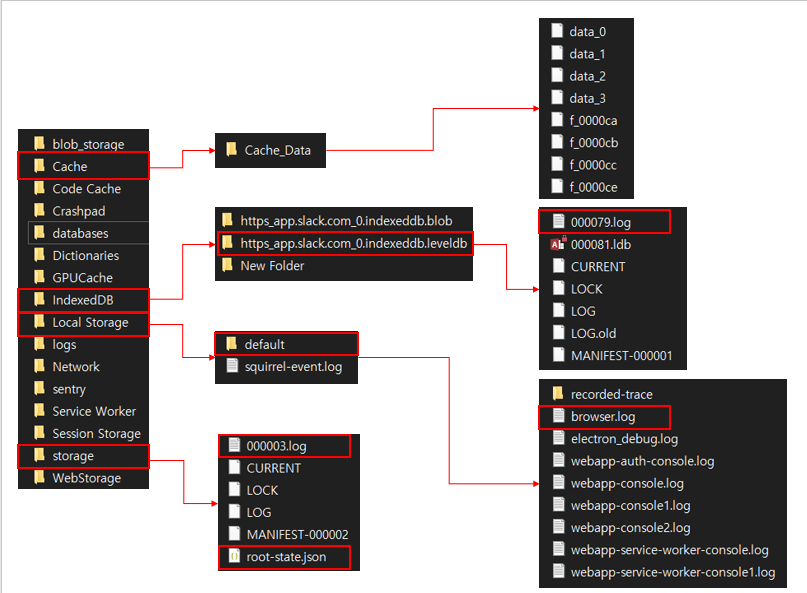 blob_storage
Cache
Code Cache
Crashpad
databases
Dictionaries
GPUCache
IndexedDB
Local Storage
logs
Network
sentry
Service Worker
Session Storage
storage
WebStorage
Cache_Data
data_0
data_1
data_2
data_3
f_0000ca
f_0000cb
f_0000cc
f_0000ce
https_app.slack.com_0.indexeddb.blob
https_app.slack.com_0.indexeddb.leveldb
New Folder
000079.log
000081.ldb
CURRENT
LOCK
LOG
LOG.old
MANIFEST-000001
default
squirrel-event.log
recorded-trace
browser.log
electron_debug.log
webapp-auth-console.log
webapp-console.log
webapp-console1.log
webapp-console2.log
webapp-service-worker-console.log
webapp-service-worker-console1.log
000003.log
CURRENT
LOCK
LOG
MANIFEST-000002
root-state.json